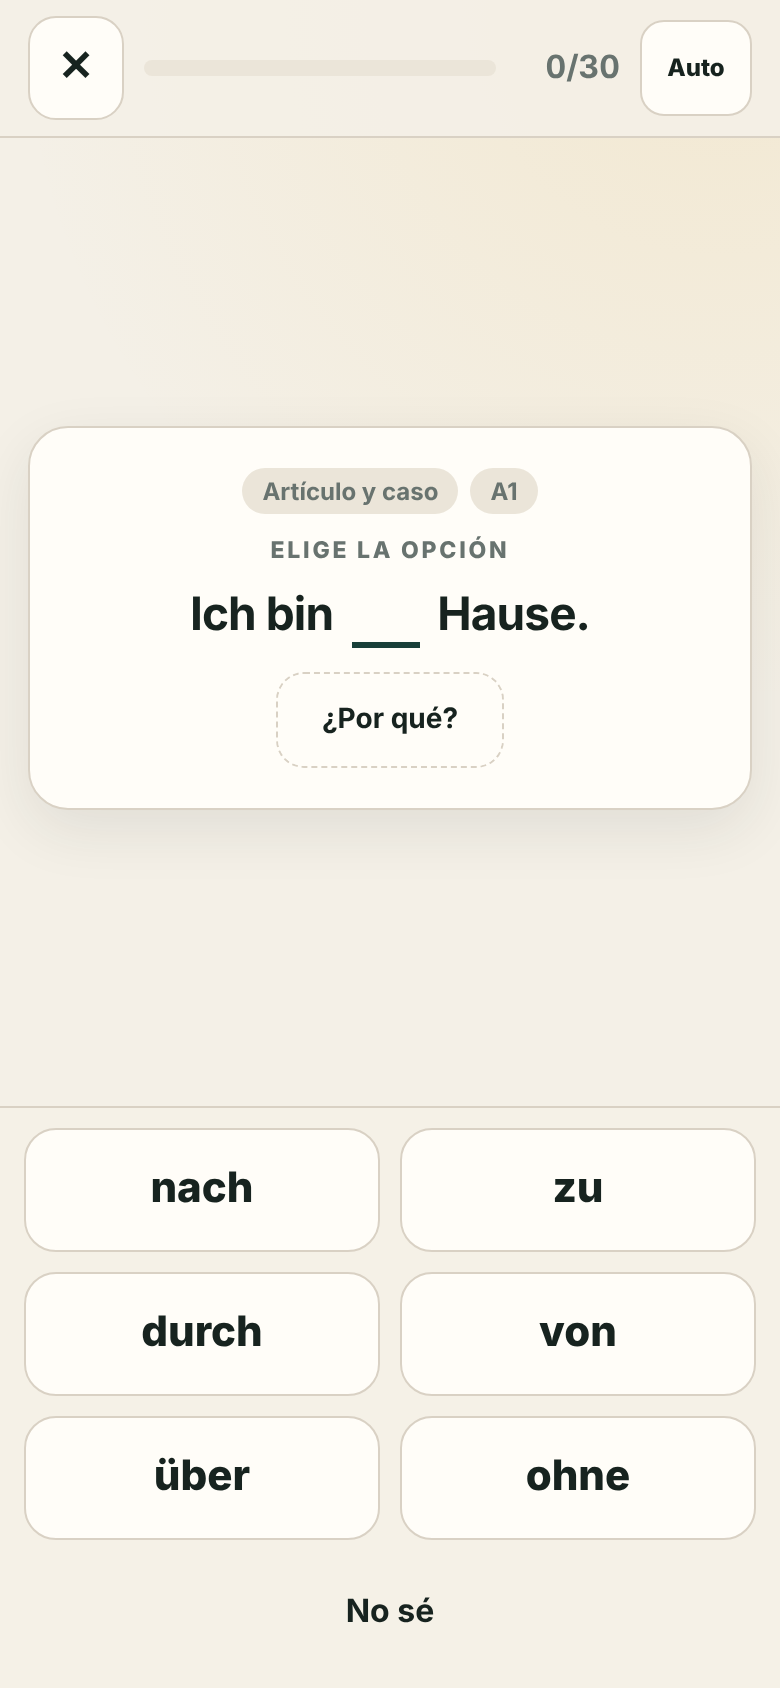 ✕ 0/30 Auto
Artículo y caso A1
ELIGE LA OPCIÓN
Ich bin ___ Hause.
¿Por qué?
nach zu
durch von
über ohne
No sé